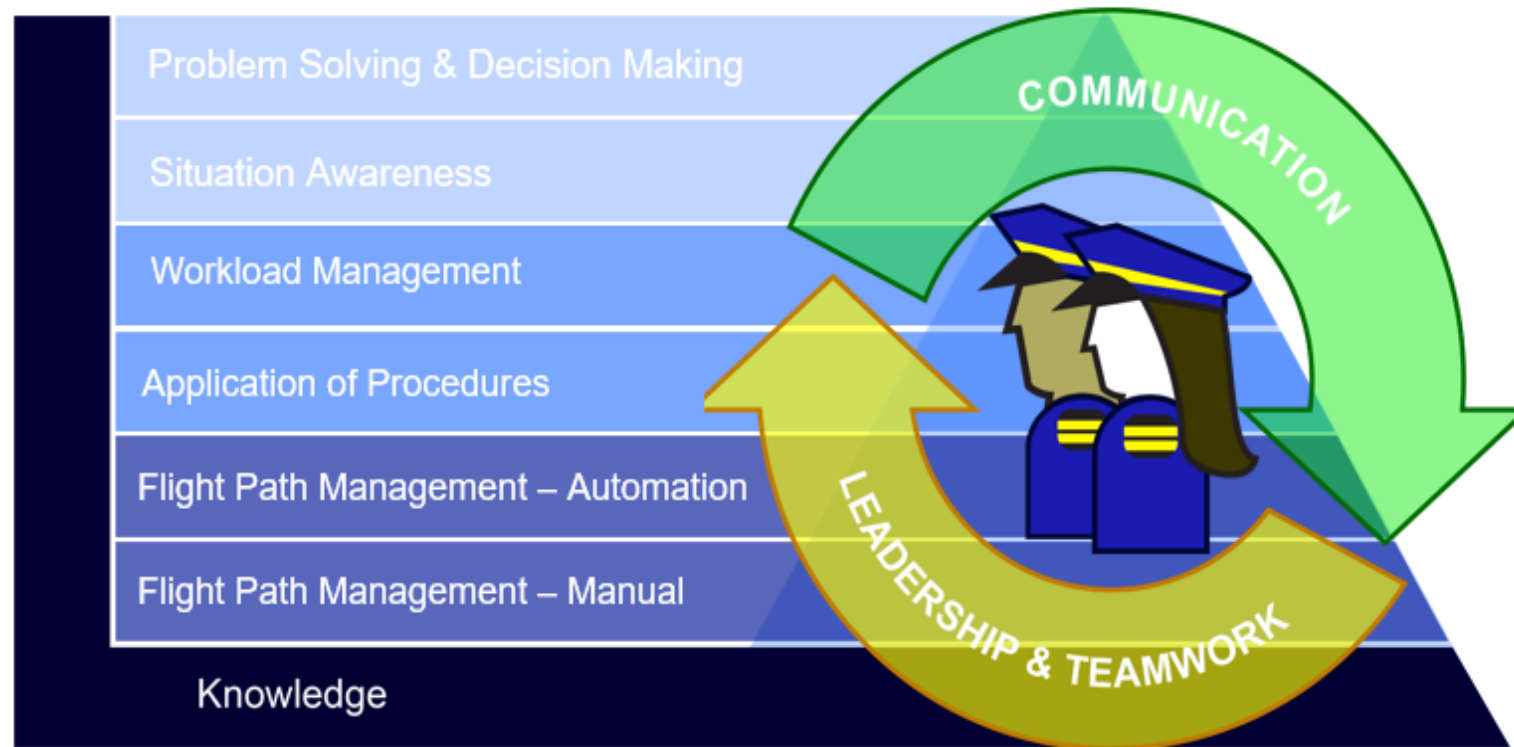 Problem Solving & Decision Making
Situation Awareness
Workload Management
Application of Procedures
Flight Path Management – Automation
Flight Path Management – Manual
Knowledge
COMMUNICATION
LEADERSHIP & TEAMWORK